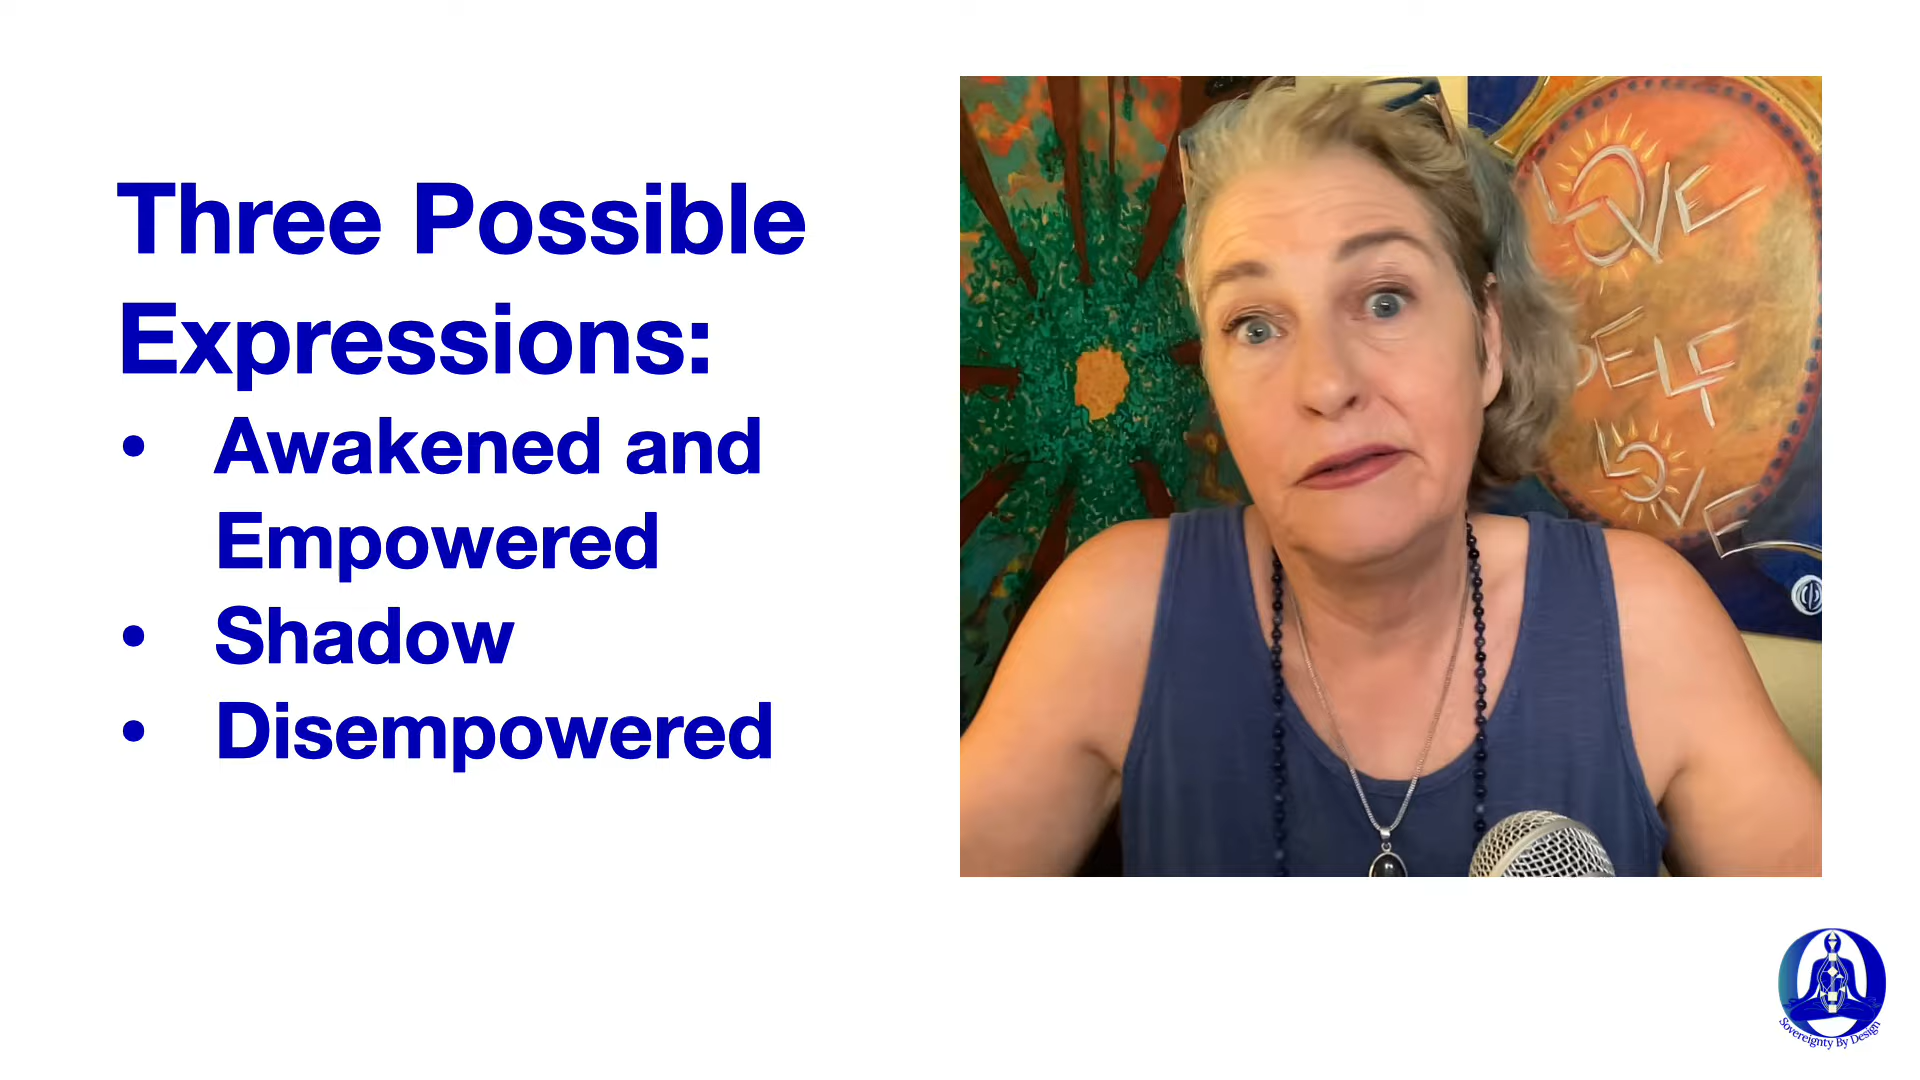 Three Possible
Expressions:
• Awakened and
Empowered
• Shadow
• Disempowered
LOVE
SELF
LOVE
Sovereignty By Design